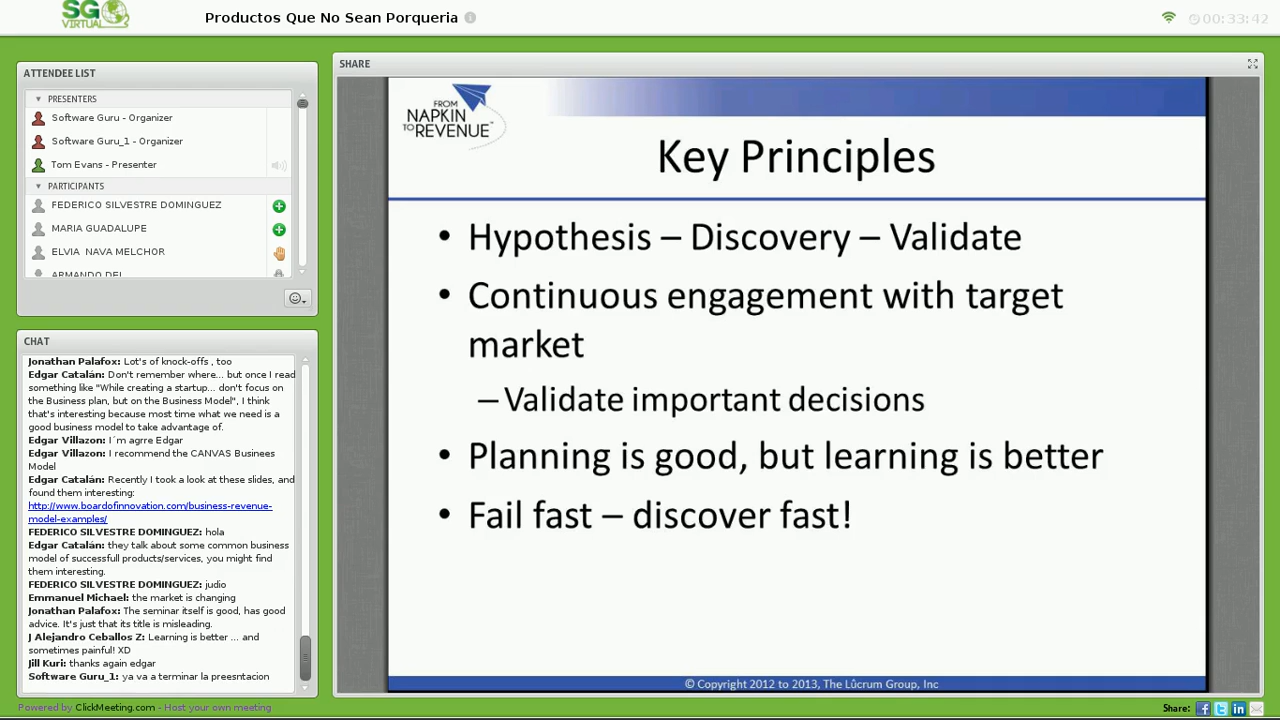 SG
VIRTUAL
Productos Que No Sean Porqueria
00:33:42
ATTENDEE LIST
PRESENTERS
Software Guru - Organizer
Software Guru_1 - Organizer
Tom Evans - Presenter
PARTICIPANTS
FEDERICO SILVESTRE DOMINGUEZ
MARIA GUADALUPE
ELVIA NAVA MELCHOR
ARMANDO DEL
CHAT
Jonathan Palafox: Lot's of knock-offs , too
Edgar Catalán: Don't remember where... but once I read
something like "While creating a startup... don't focus on
the Business plan, but on the Business Model", I think
that's interesting because most time what we need is a
good business model to take advantage of.
Edgar Villazon: I´m agrre Edgar
Edgar Villazon: I recommend the CANVAS Businees
Model
Edgar Catalán: Recently I took a look at these slides, and
found them interesting:
http://www.boardofinnovation.com/business-revenue-
model-examples/
FEDERICO SILVESTRE DOMINGUEZ: hola
Edgar Catalán: they talk about some common business
model of successfull products/services, you might find
them interesting.
FEDERICO SILVESTRE DOMINGUEZ: judio
Emmanuel Michael: the market is changing
Jonathan Palafox: The seminar itself is good, has good
advice. It's just that its title is misleading.
J Alejandro Ceballos Z: Learning is better ... and
sometimes painful! XD
Jill Kuri: thanks again edgar
Software Guru_1: ya va a terminar la preesntacion
SHARE
FROM
NAPKIN
TO REVENUE™
Key Principles
• Hypothesis – Discovery – Validate
• Continuous engagement with target
market
– Validate important decisions
• Planning is good, but learning is better
• Fail fast – discover fast!
© Copyright 2012 to 2013, The Lûcrum Group, Inc
Powered by ClickMeeting.com - Host your own meeting
Share: